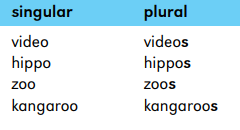 singular plural
video videos
hippo hippos
zoo zoos
kangaroo kangaroos